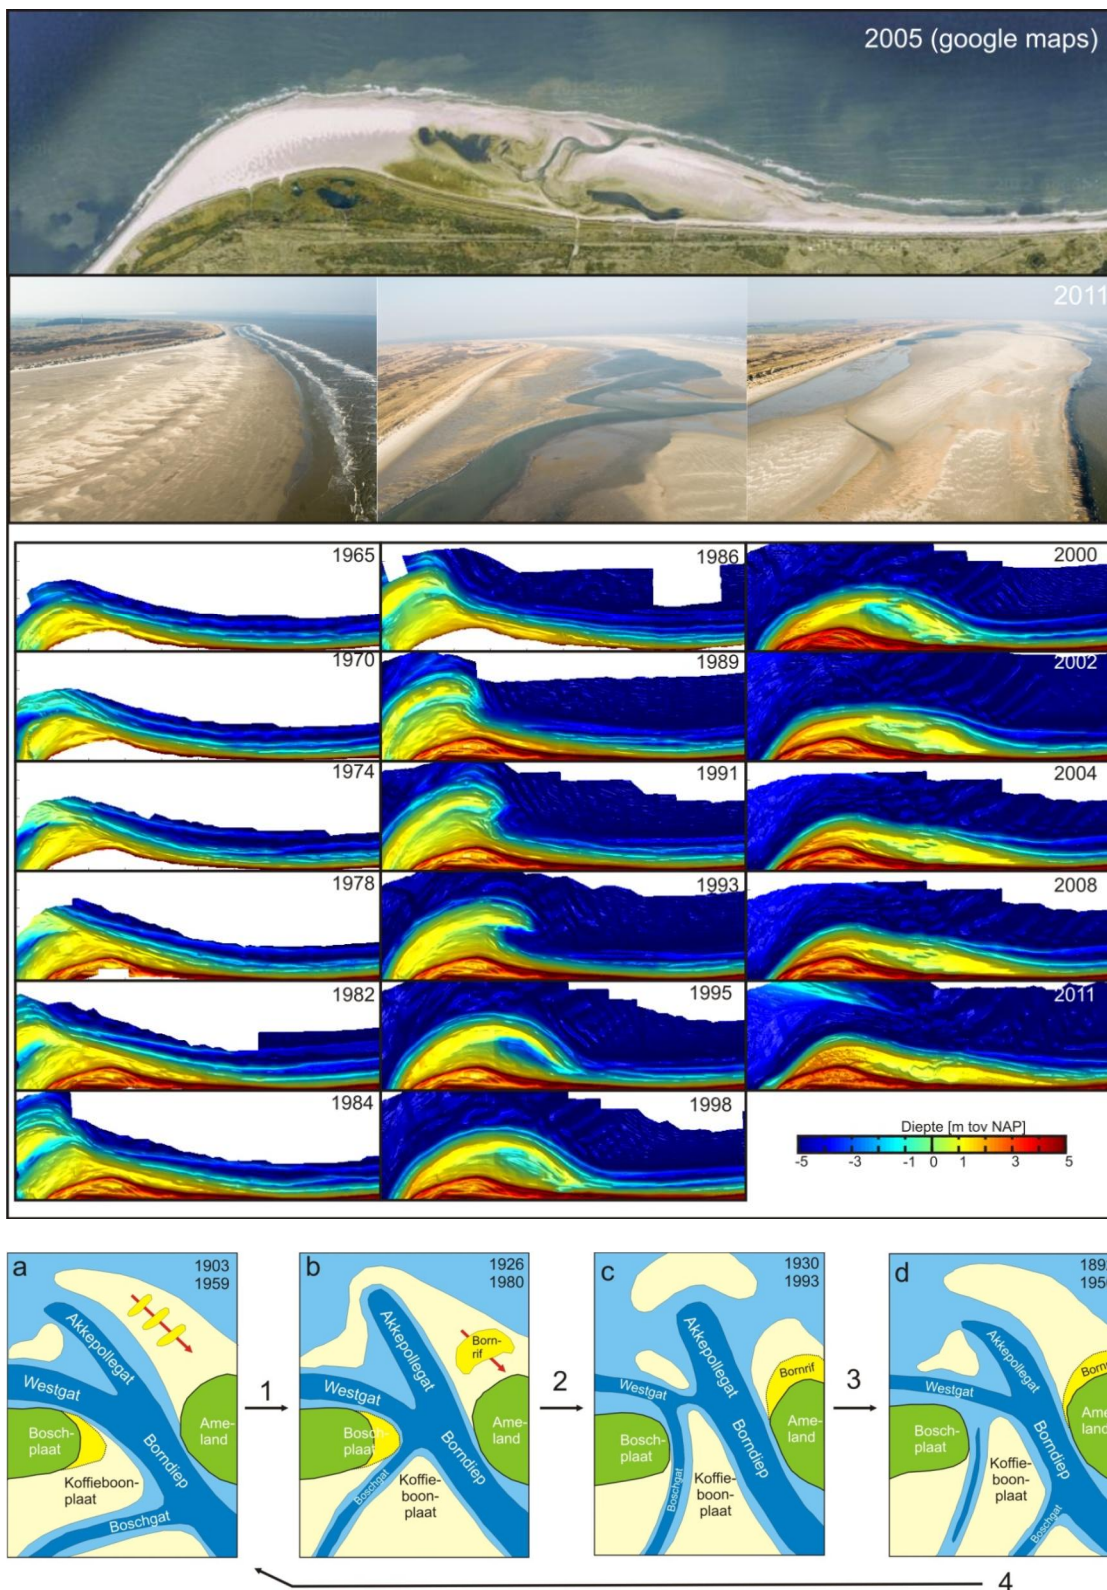 2005 (google maps)
2011
1965
1986
2000
1970
1989
2002
1974
1991
2004
1978
1993
2008
1982
1995
2011
1984
1998
Diepte [m tov NAP]
-5 -3 -1 0 1 3 5
a
1903
1959
Akkepollegat
Westgat
Bosch-
plaat
Ame-
land
Borndiep
Koffieboon-
plaat
Boschgat
1
b
1926
1980
Akkepollegat
Born-
rif
Westgat
Bosch-
plaat
Ame-
land
Borndiep
Boschgat
Koffie-
boon-
plaat
2
c
1930
1993
Akkepollegat
Bornrif
Westgat
Bosch-
plaat
Ame-
land
Borndiep
Koffie-
boon-
plaat
Boschgat
3
d
Akkepollegat
Westgat
Bosch-
plaat
Borndiep
Koffie-
boon-
plaat
Boschgat
4